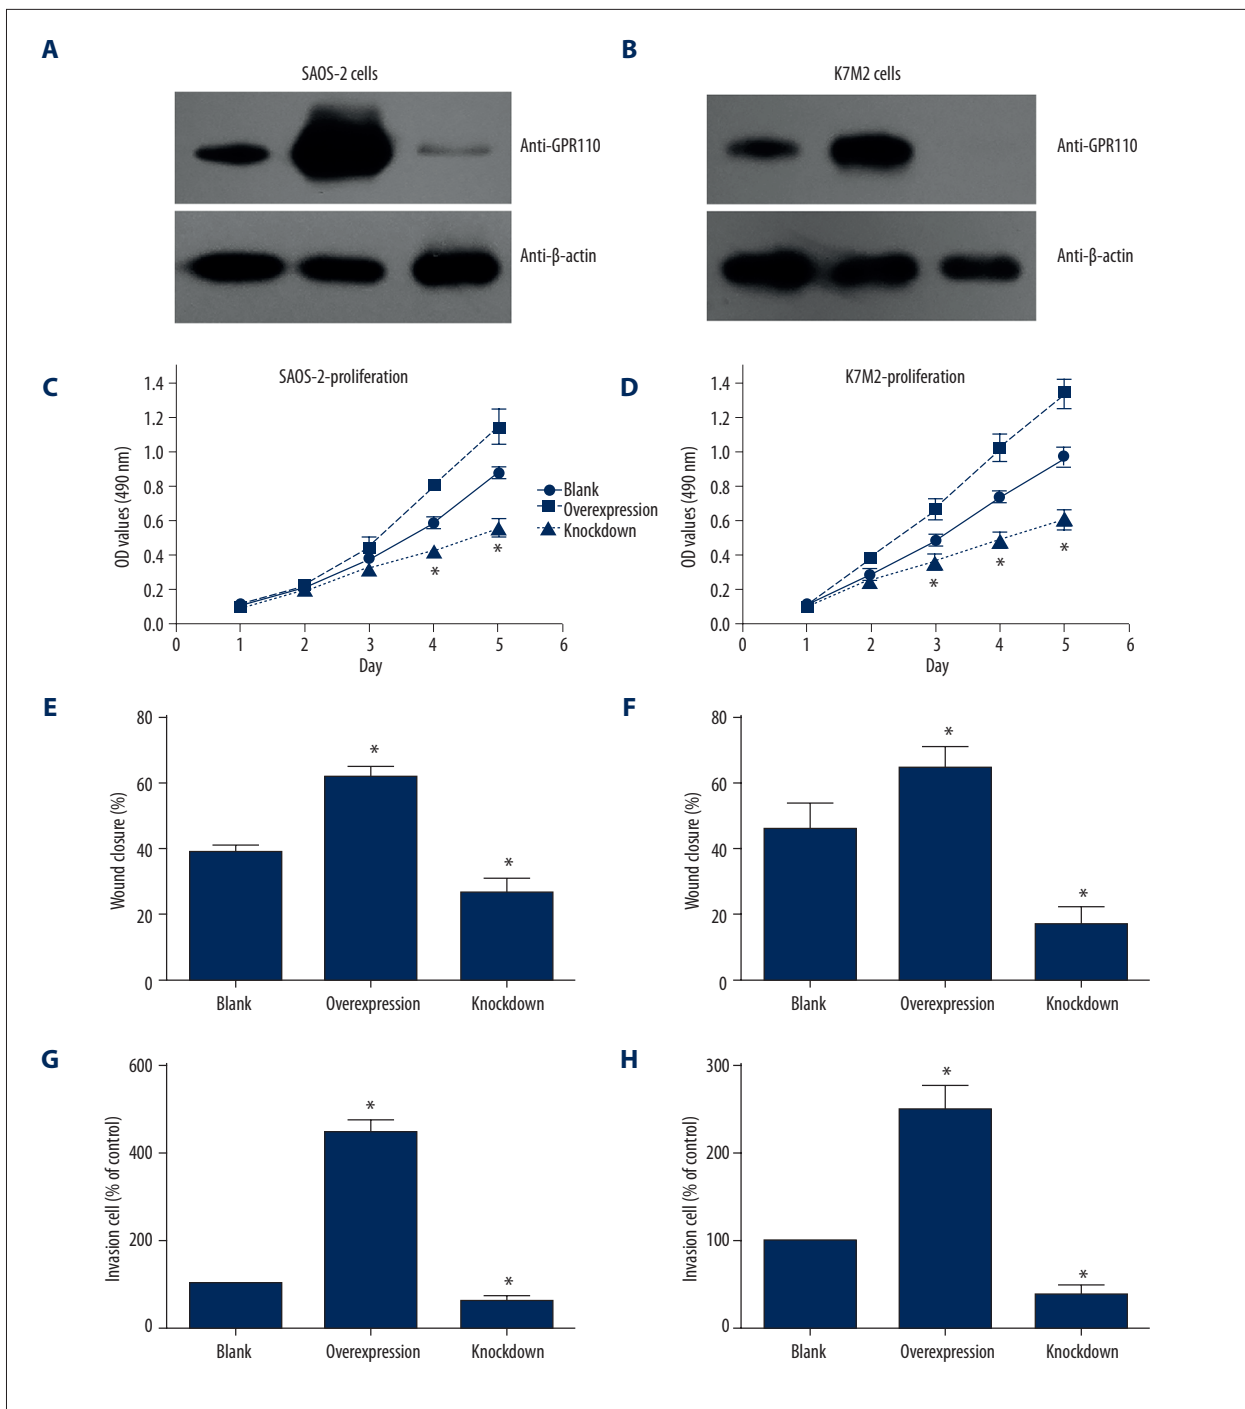 A
B
SAOS-2 cells
K7M2 cells
Anti-GPR110
Anti-GPR110
Anti-β-actin
Anti-β-actin
C
SAOS-2-proliferation
OD values (490 nm)
1.4
1.2
1.0
0.8
0.6
0.4
0.2
0.0
0 1 2 3 4 5 6
Day
* *
Blank
Overexpression
Knockdown
D
K7M2-proliferation
OD values (490 nm)
1.4
1.2
1.0
0.8
0.6
0.4
0.2
0.0
0 1 2 3 4 5 6
Day
* * *
E
Wound closure (%)
80
60
40
20
0
* *
Blank Overexpression Knockdown
F
Wound closure (%)
80
60
40
20
0
* *
Blank Overexpression Knockdown
G
Invasion cell (% of control)
600
400
200
0
* *
Blank Overexpression Knockdown
H
Invasion cell (% of control)
300
200
100
0
* *
Blank Overexpression Knockdown